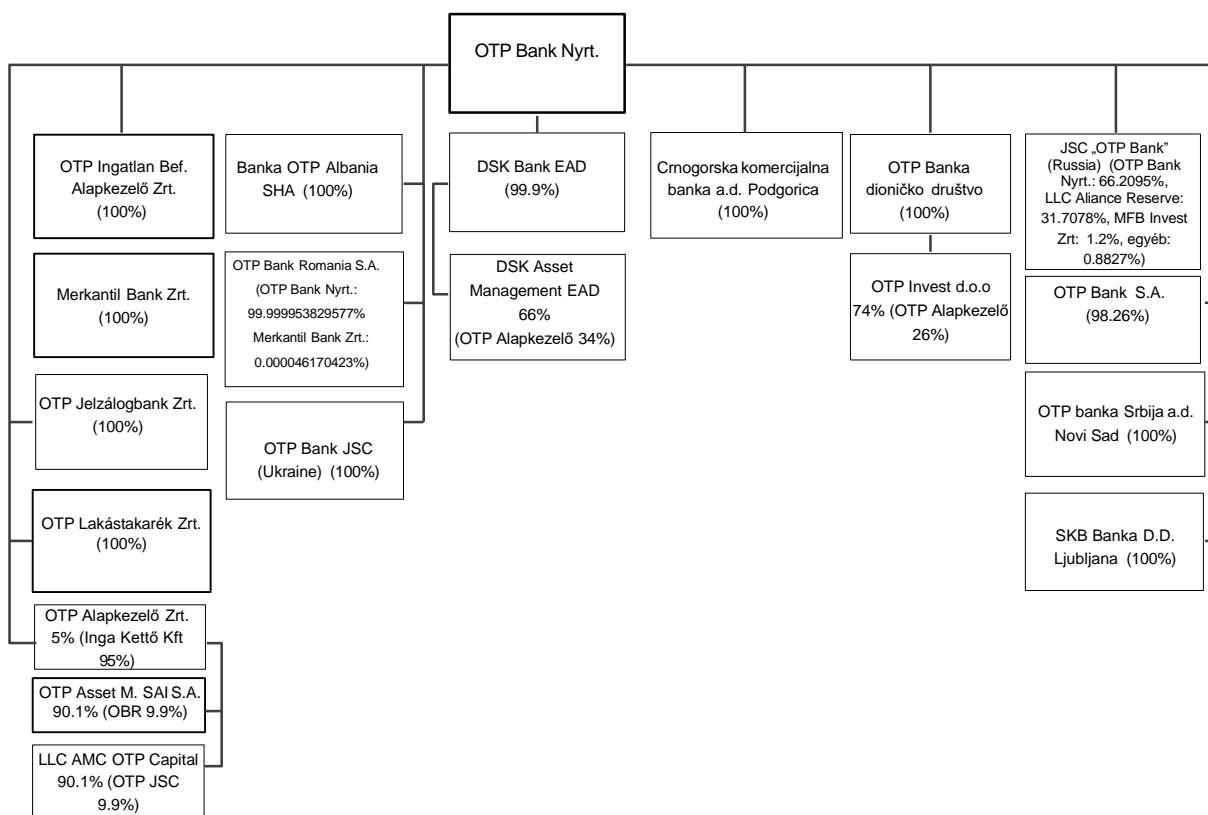 OTP Bank Nyrt.
OTP Ingatlan Bef.
Alapkezelő Zrt.
(100%)
Merkantil Bank Zrt.
(100%)
OTP Jelzálogbank Zrt.
(100%)
OTP Lakástakarék Zrt.
(100%)
OTP Alapkezelő Zrt.
5% (Inga Kettő Kft
95%)
OTP Asset M. SAI S.A.
90.1% (OBR 9.9%)
LLC AMC OTP Capital
90.1% (OTP JSC
9.9%)
Banka OTP Albania
SHA (100%)
OTP Bank Romania S.A.
(OTP Bank Nyrt.:
99.999953829577%
Merkantil Bank Zrt.:
0.000046170423%)
OTP Bank JSC
(Ukraine) (100%)
DSK Bank EAD
(99.9%)
DSK Asset
Management EAD
66%
(OTP Alapkezelő 34%)
Crnogorska komercijalna
banka a.d. Podgorica
(100%)
OTP Banka
dioničko društvo
(100%)
OTP Invest d.o.o
74% (OTP Alapkezelő
26%)
JSC „OTP Bank”
(Russia) (OTP Bank
Nyrt.: 66.2095%,
LLC Aliance Reserve:
31.7078%, MFB Invest
Zrt: 1.2%, egyéb:
0.8827%)
OTP Bank S.A.
(98.26%)
OTP banka Srbija a.d.
Novi Sad (100%)
SKB Banka D.D.
Ljubljana (100%)